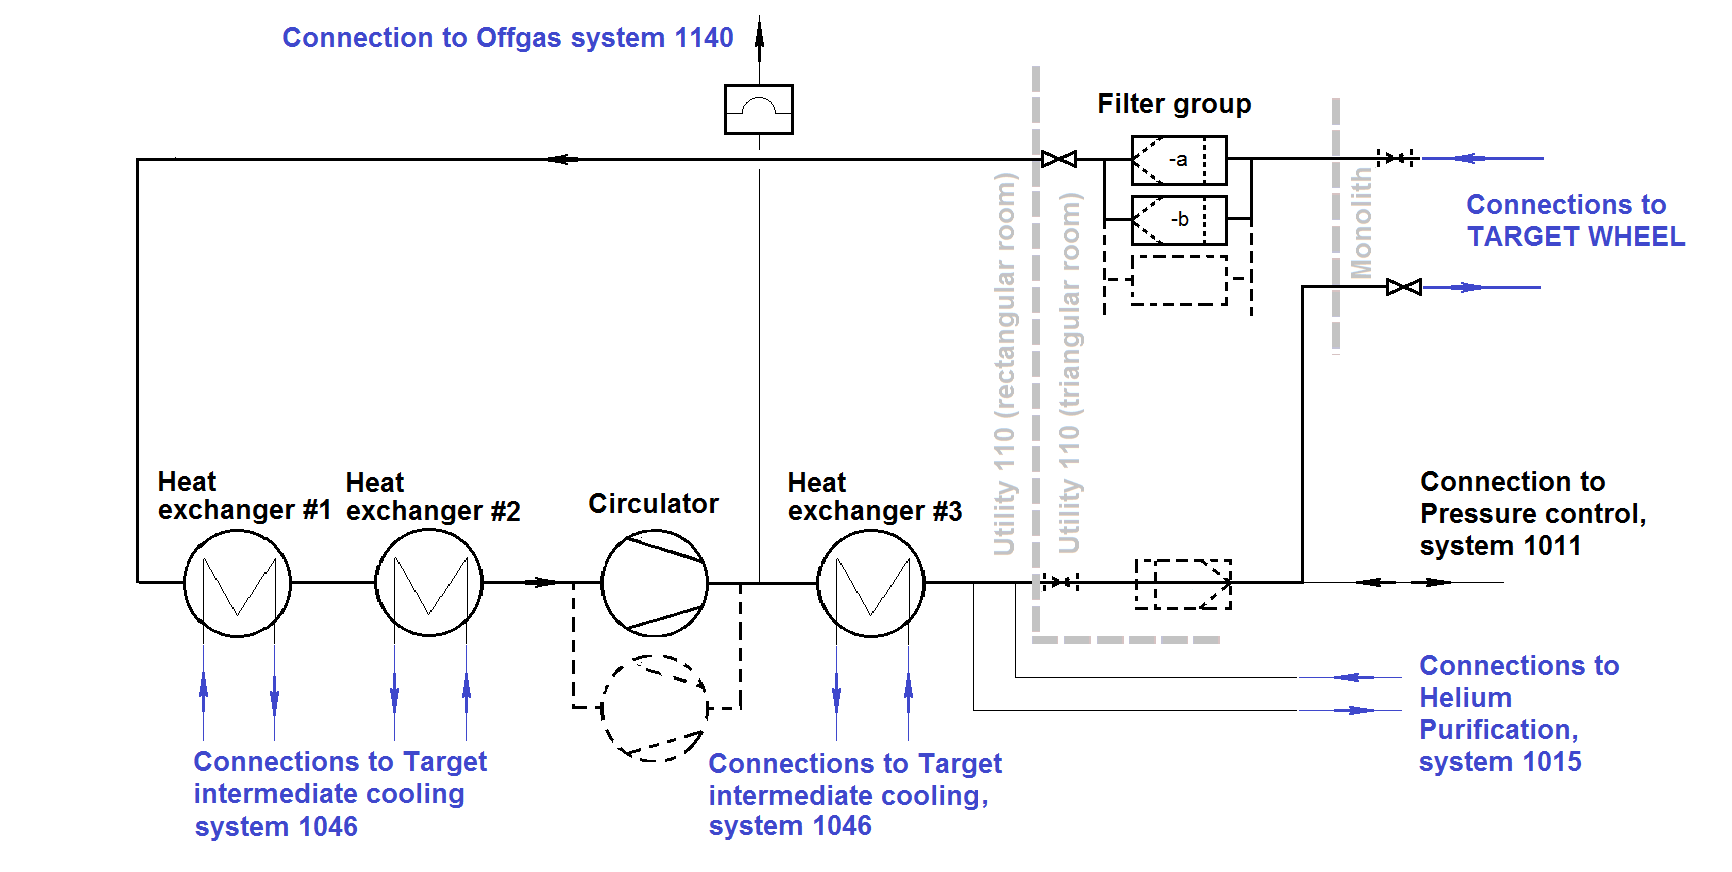 Connection to Offgas system 1140
Filter group
-a
-b
Connections to
TARGET WHEEL
Monolith
Utility 110 (rectangular room)
Utility 110 (triangular room)
Heat
exchanger #1
Heat
exchanger #2
Circulator
Heat
exchanger #3
Connection to
Pressure control,
system 1011
Connections to
Helium
Purification,
system 1015
Connections to Target
intermediate cooling
system 1046
Connections to Target
intermediate cooling,
system 1046